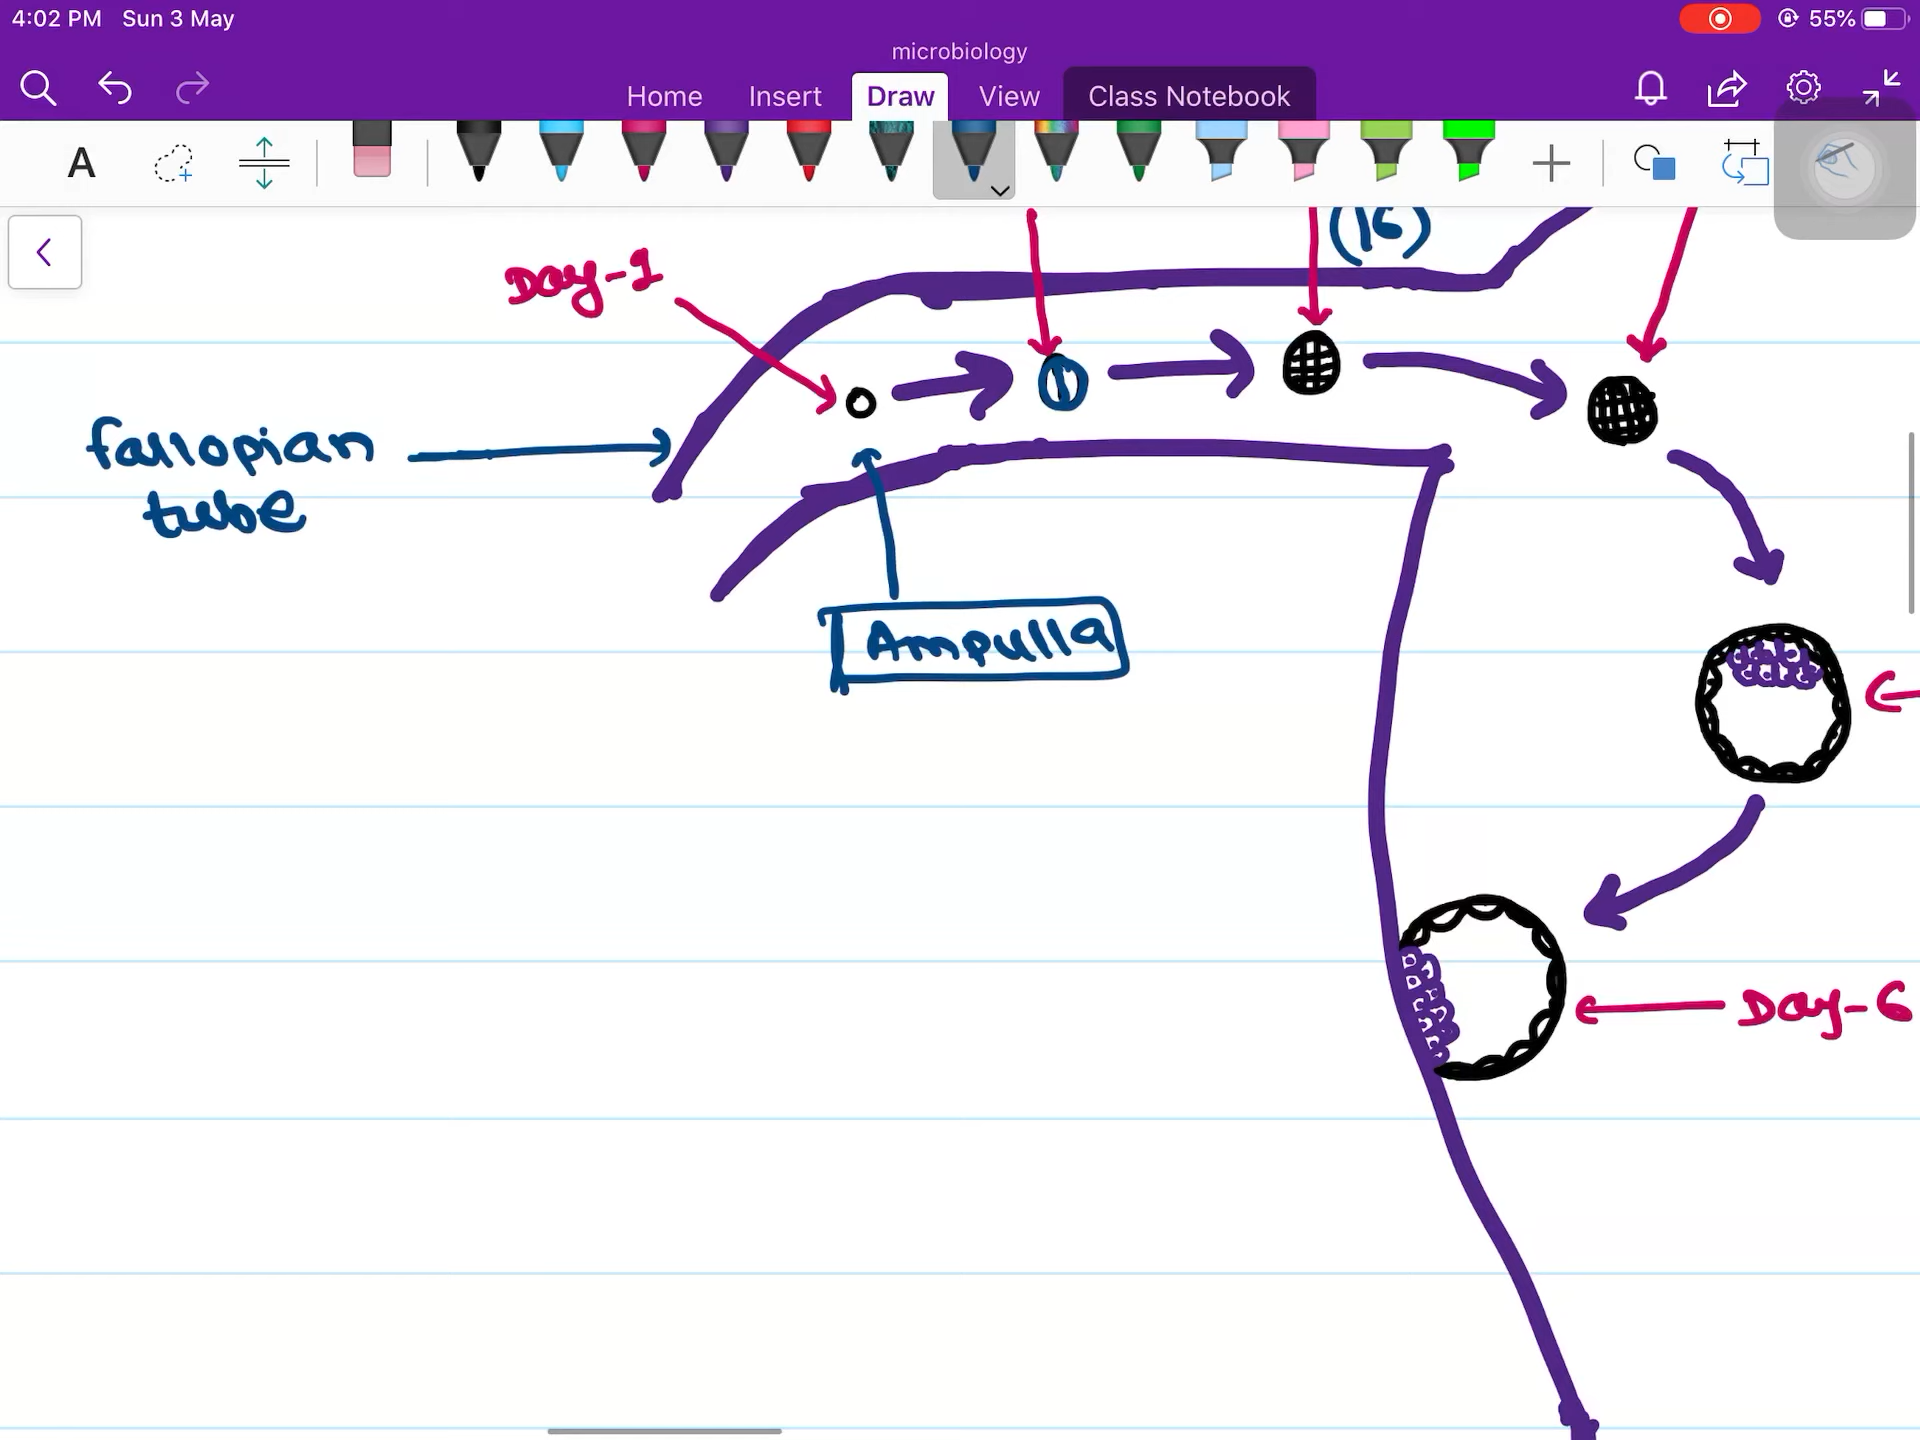 4:02 PM Sun 3 May
55%
microbiology
Home Insert Draw View Class Notebook
A
(16)
Day-1
fallopian
tube
Ampulla
Day-6